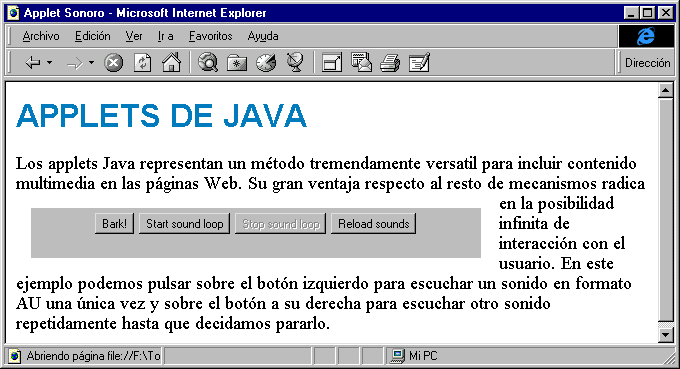 Applet Sonoro - Microsoft Internet Explorer
Archivo Edición Ver Ir a Favoritos Ayuda
Dirección
APPLETS DE JAVA
Los applets Java representan un método tremendamente versatil para incluir contenido
multimedia en las páginas Web. Su gran ventaja respecto al resto de mecanismos radica
en la posibilidad
infinita de
interacción con el
usuario. En este
Bark! Start sound loop Stop sound loop Reload sounds
ejemplo podemos pulsar sobre el botón izquierdo para escuchar un sonido en formato
AU una única vez y sobre el botón a su derecha para escuchar otro sonido
repetidamente hasta que decidamos pararlo.
Abriendo página file://F:\To
Mi PC